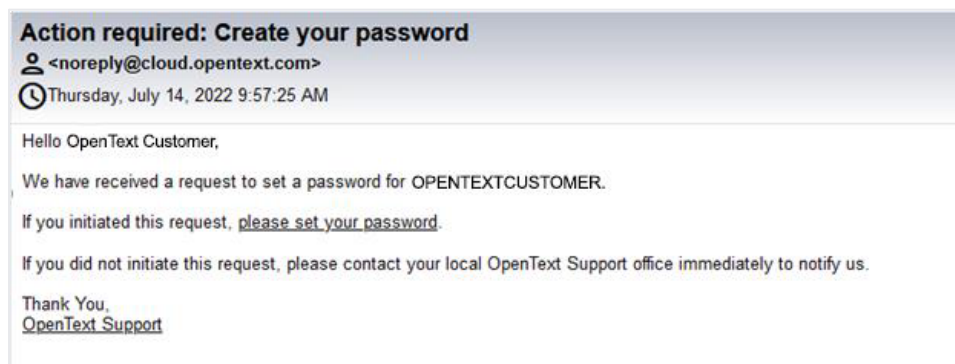 Action required: Create your password
<noreply@cloud.opentext.com>
Thursday, July 14, 2022 9:57:25 AM
Hello OpenText Customer,
We have received a request to set a password for OPENTEXTCUSTOMER.
If you initiated this request, please set your password.
If you did not initiate this request, please contact your local OpenText Support office immediately to notify us.
Thank You,
OpenText Support